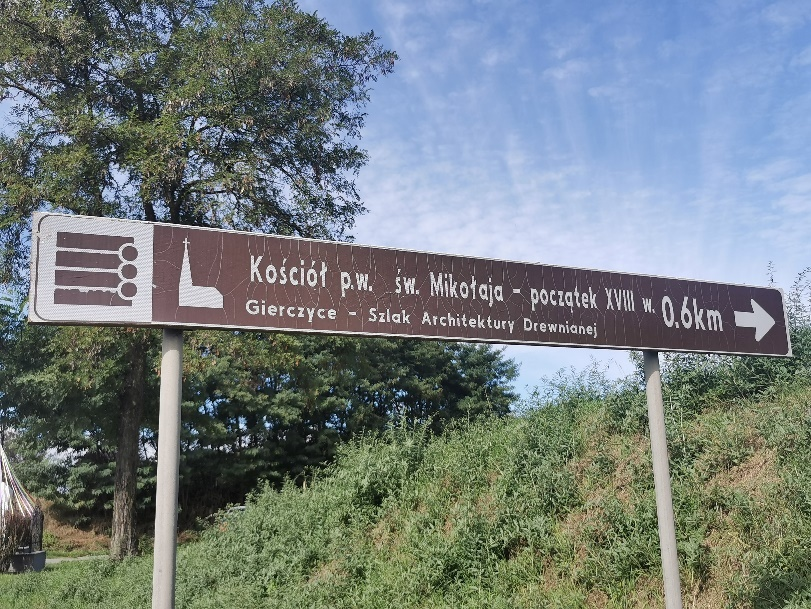 Kościół p.w. św. Mikołaja - początek XVIII w. 0.6km
Gierczyce - Szlak Architektury Drewnianej